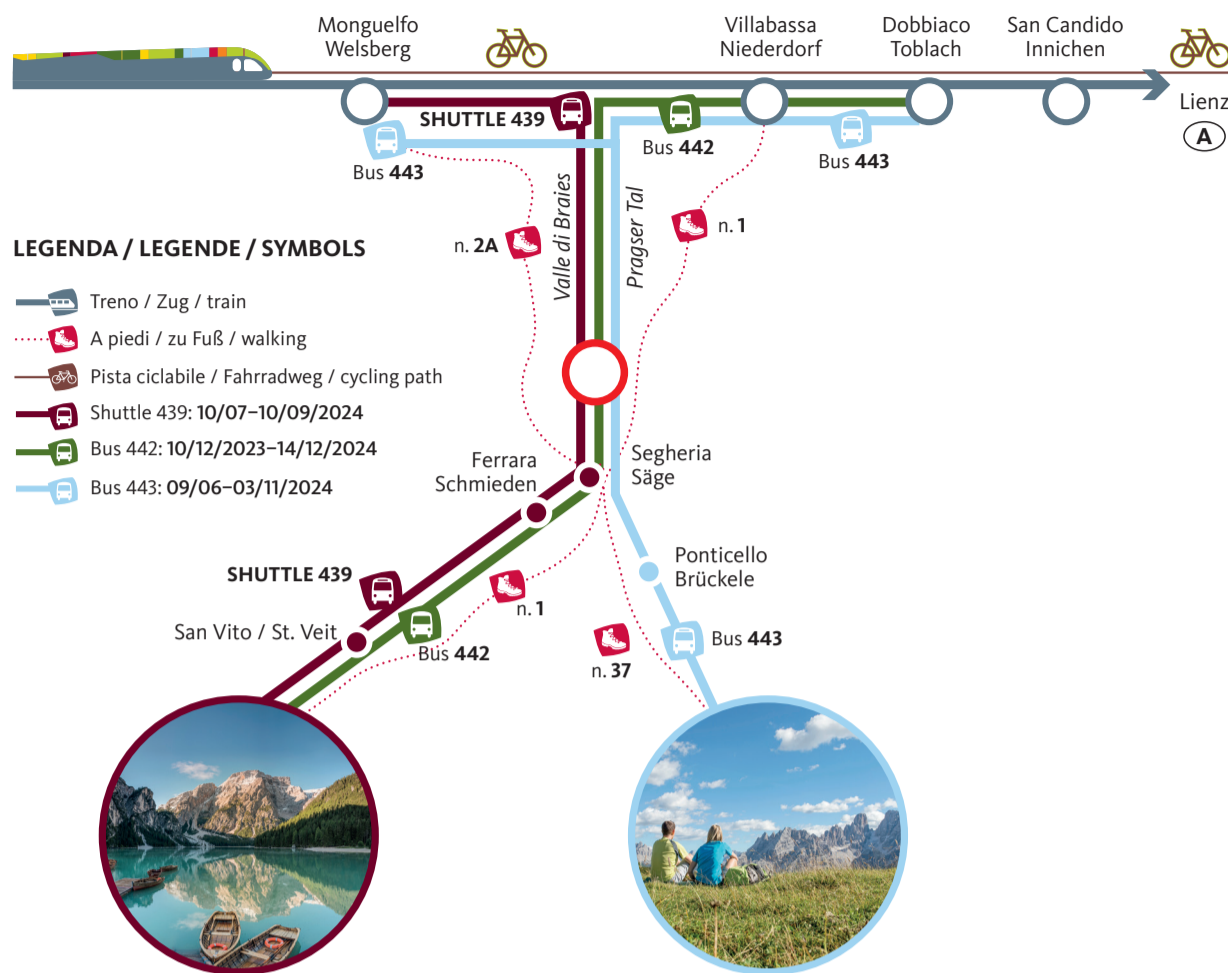 Monguelfo
Welsberg
Villabassa
Niederdorf
Dobbiaco
Toblach
San Candido
Innichen
Lienz
A
SHUTTLE 439
Bus 442
Bus 443
Bus 443
Valle di Braies
Pragser Tal
n. 2A
n. 1
LEGENDA / LEGENDE / SYMBOLS
Treno / Zug / train
A piedi / zu Fuß / walking
Pista ciclabile / Fahrradweg / cycling path
Shuttle 439: 10/07–10/09/2024
Bus 442: 10/12/2023–14/12/2024
Bus 443: 09/06–03/11/2024
Ferrara
Schmieden
Segheria
Säge
Ponticello
Brückele
SHUTTLE 439
n. 1
San Vito / St. Veit
Bus 442
Bus 443
n. 37